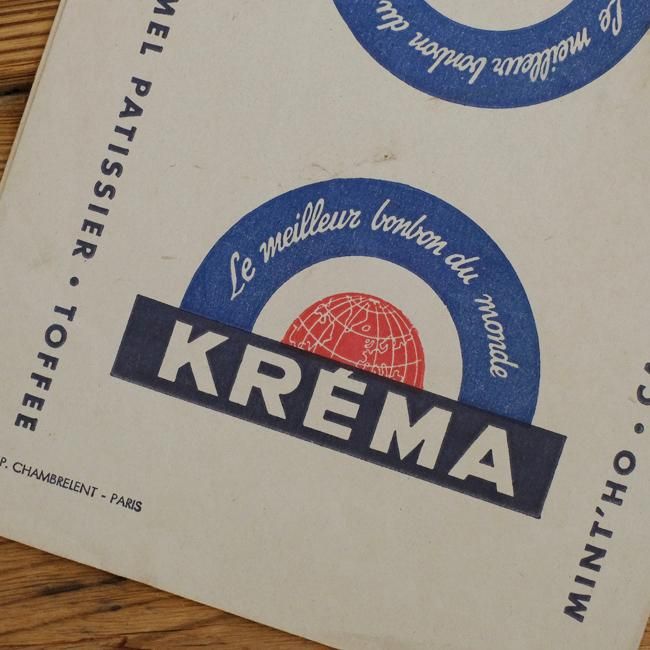 Le meilleur bonbon du
MEL PATISSIER • TOFFEE
Le meilleur bonbon du monde
KRÉMA
P. CHAMBRELENT - PARIS
MINT'HO •